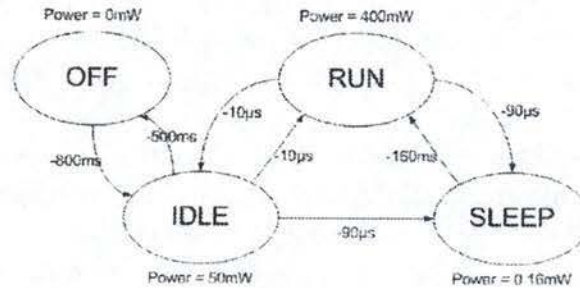 Power = 0mW
Power = 400mW
OFF
RUN
~10µs
~500ms
~90µs
~800ms
~10µs
~160ms
IDLE
SLEEP
~90µs
Power = 50mW
Power = 0.16mW